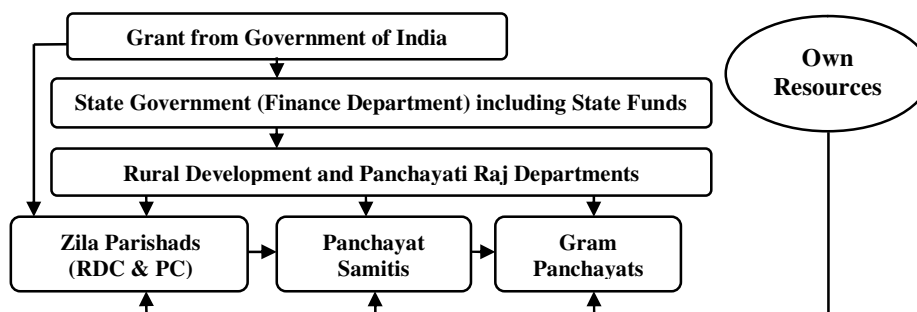 Grant from Government of India
Own
Resources
State Government (Finance Department) including State Funds
Rural Development and Panchayati Raj Departments
Zila Parishads
(RDC & PC)
Panchayat
Samitis
Gram
Panchayats